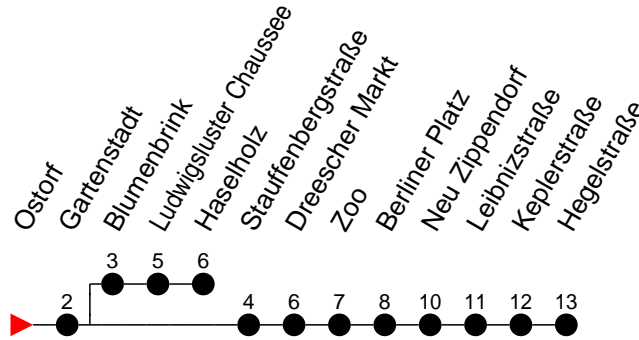 Ostorf
Gartenstadt
Blumenbrink
Ludwigsluster Chaussee
Haselholz
Stauffenbergstraße
Dreescher Markt
Zoo
Berliner Platz
Neu Zippendorf
Leibnizstraße
Keplerstraße
Hegelstraße
3 5 6
2 4 6 7 8 10 11 12 13